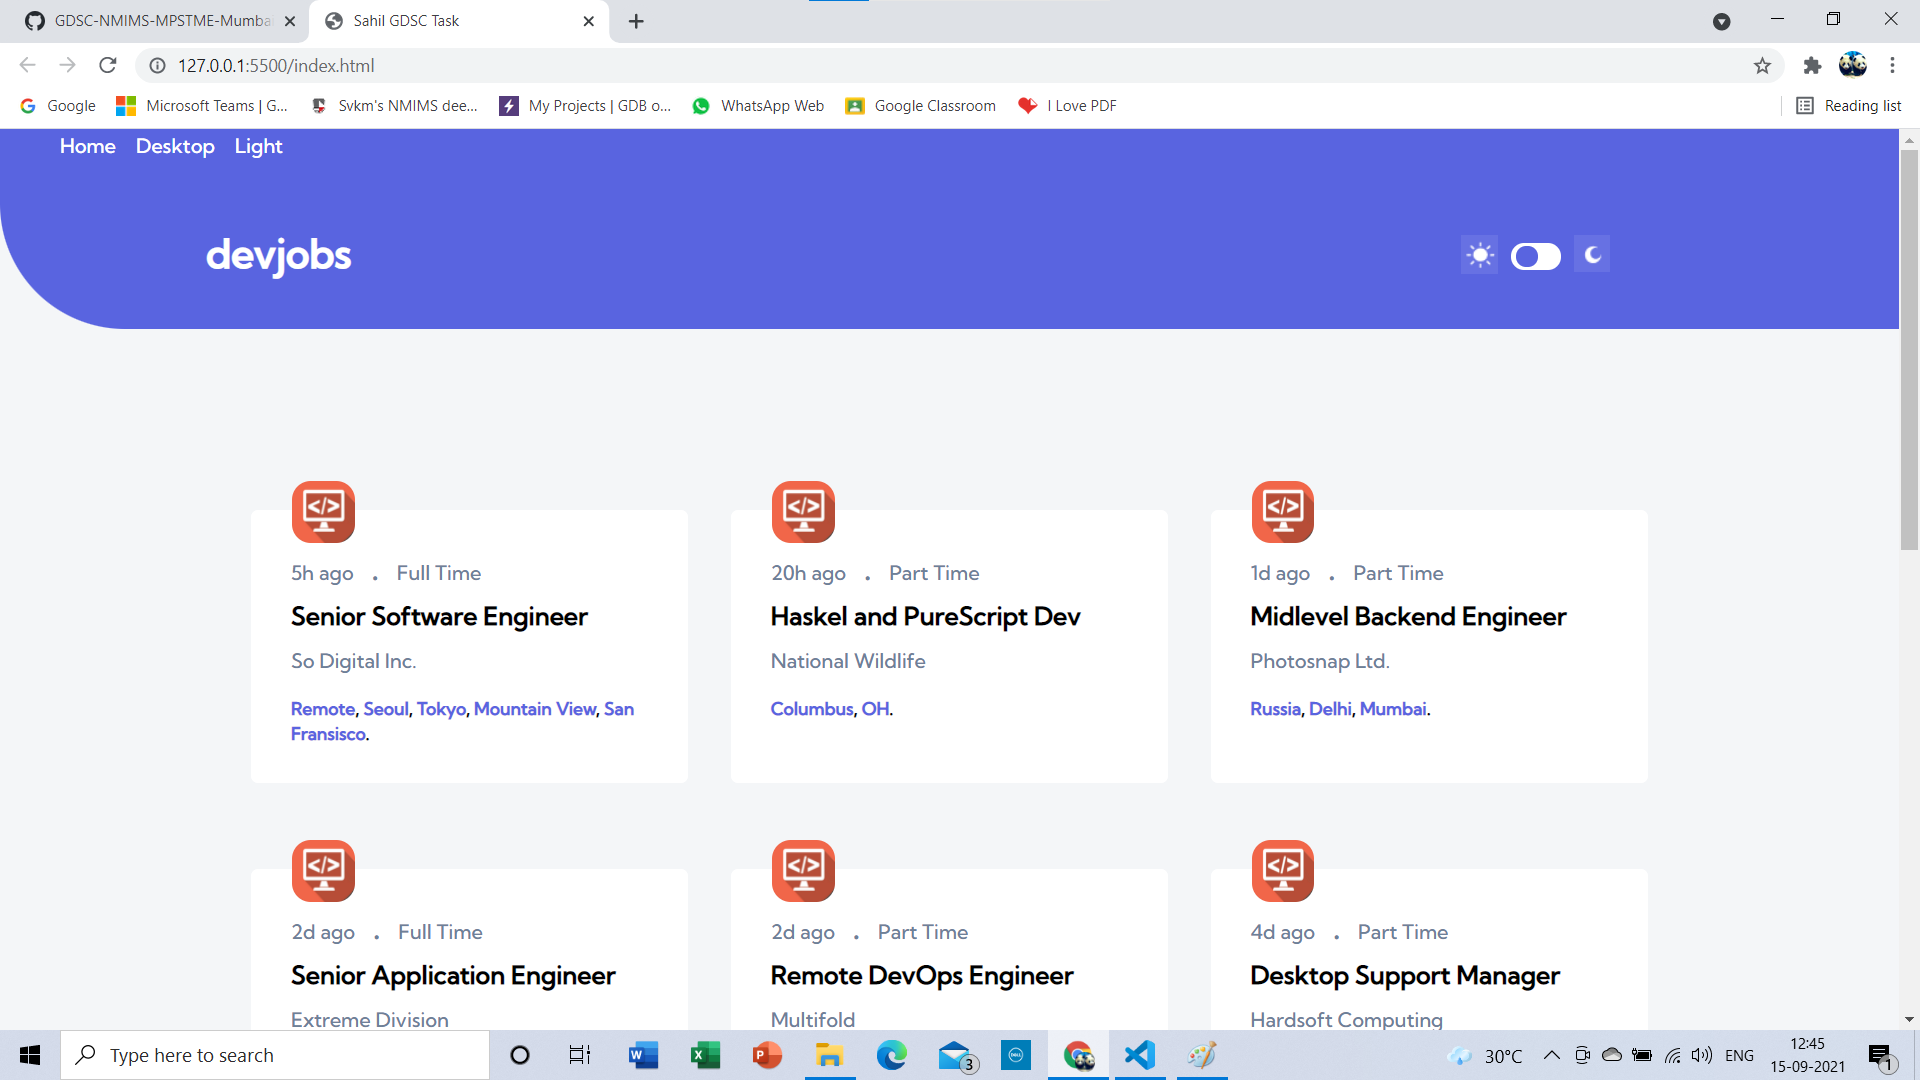 GDSC-NMIMS-MPSTME-Mumba
Sahil GDSC Task
127.0.0.1:5500/index.html
Google
Microsoft Teams | G...
Svkm's NMIMS dee...
My Projects | GDB o...
WhatsApp Web
Google Classroom
I Love PDF
Reading list
Home Desktop Light
devjobs
5h ago . Full Time
Senior Software Engineer
So Digital Inc.
Remote, Seoul, Tokyo, Mountain View, San
Fransisco.
20h ago . Part Time
Haskel and PureScript Dev
National Wildlife
Columbus, OH.
1d ago . Part Time
Midlevel Backend Engineer
Photosnap Ltd.
Russia, Delhi, Mumbai.
2d ago . Full Time
Senior Application Engineer
Extreme Division
2d ago . Part Time
Remote DevOps Engineer
Multifold
4d ago . Part Time
Desktop Support Manager
Hardsoft Computing
Type here to search
3
30°C
ENG
12:45
15-09-2021
1